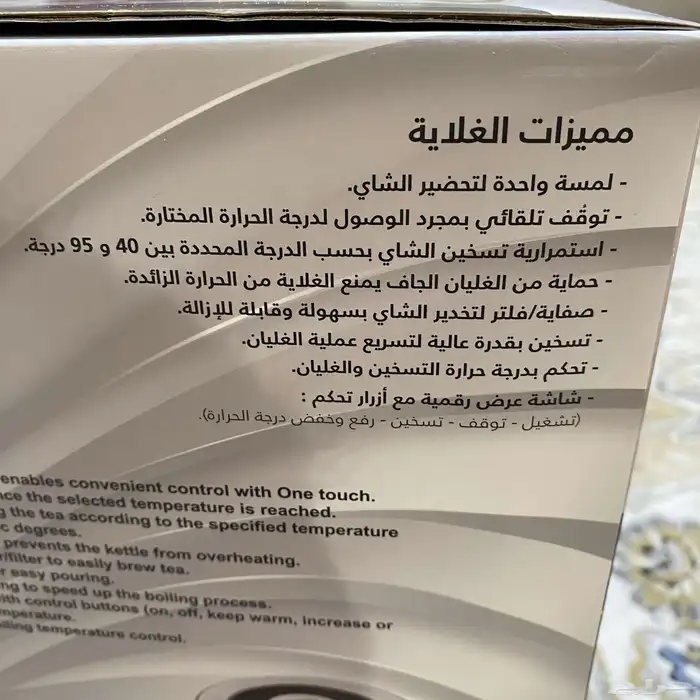 مميزات الغلاية
- لمسة واحدة لتحضير الشاي.
- توقُف تلقائي بمجرد الوصول لدرجة الحرارة المختارة.
- استمرارية تسخين الشاي بحسب الدرجة المحددة بين 40 و 95 درجة.
- حماية من الغليان الجاف يمنع الغلاية من الحرارة الزائدة.
- صفاية/فلتر لتخدير الشاي بسهولة وقابلة للإزالة.
- تسخين بقدرة عالية لتسريع عملية الغليان.
- تحكم بدرجة حرارة التسخين والغليان.
- شاشة عرض رقمية مع أزرار تحكم :
(تشغيل - توقف - تسخين - رفع وخفض درجة الحرارة).
enables convenient control with One touch.
the selected temperature is reached.
the tea according to the specified temperature
degrees.
prevents the kettle from overheating.
/filter to easily brew tea.
easy pouring.
to speed up the boiling process.
control buttons (on, off, keep warm, increase or
temperature control.